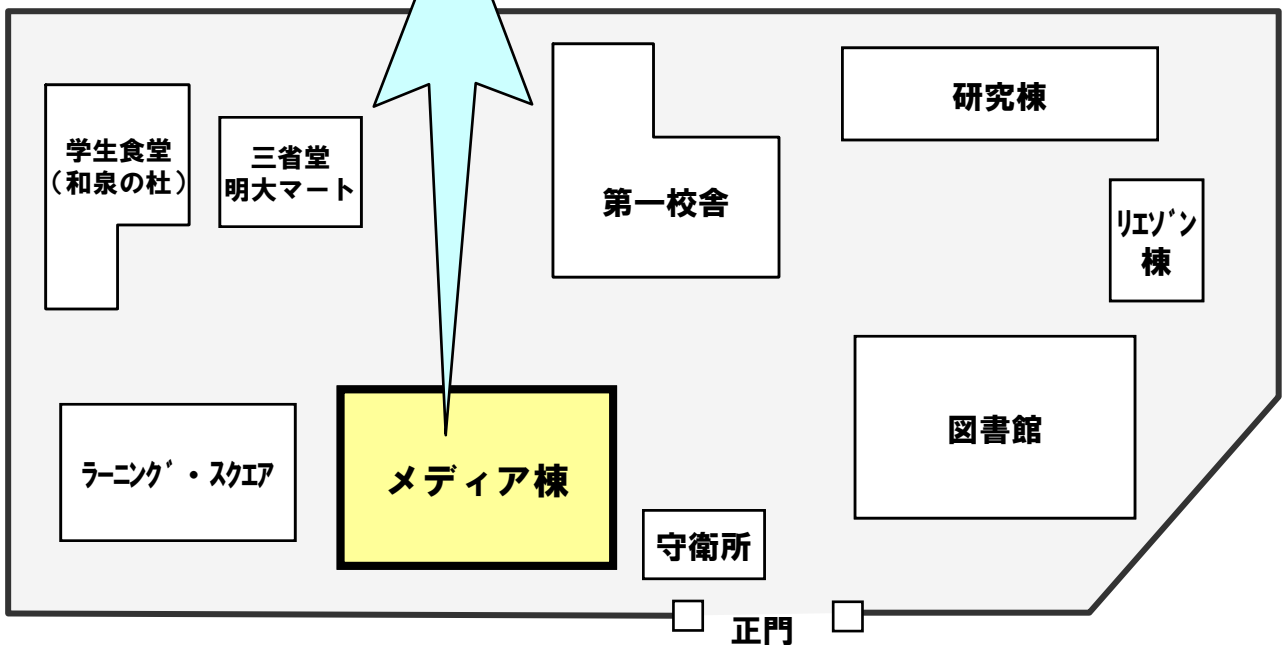 研究棟
学生食堂
（和泉の杜）
三省堂
明大マート
第一校舎
リエゾン
棟
図書館
ラーニング・スクエア
メディア棟
守衛所
正門